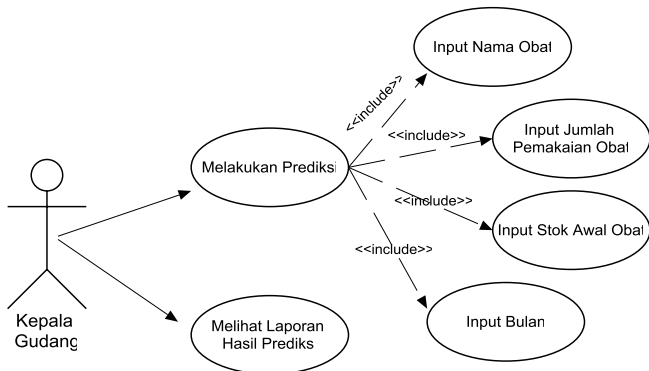 Input Nama Obat
<<include>>
<<include>>
Input Jumlah
Pemakaian Obat
Melakukan Prediksi
<<include>>
Input Stok Awal Obat
<<include>>
Kepala
Gudang
Melihat Laporan
Hasil Prediks
Input Bulan